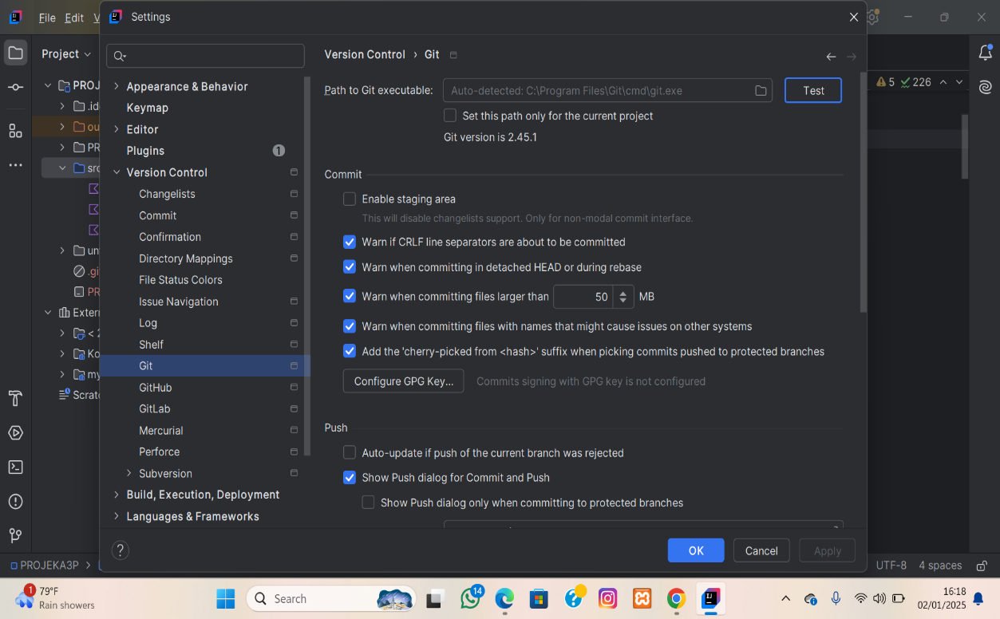 File Edit V
Settings
Project
PROJ
.id
ou
PR
src
un
.gi
PR
Extern
< 2
Ko
my
Scratc
Appearance & Behavior
Keymap
Editor
Plugins 1
Version Control
Changelists
Commit
Confirmation
Directory Mappings
File Status Colors
Issue Navigation
Log
Shelf
Git
GitHub
GitLab
Mercurial
Perforce
Subversion
Build, Execution, Deployment
Languages & Frameworks
Version Control › Git
Path to Git executable: Auto-detected: C:\Program Files\Git\cmd\git.exe Test
Set this path only for the current project
Git version is 2.45.1
Commit
Enable staging area
This will disable changelists support. Only for non-modal commit interface.
Warn if CRLF line separators are about to be committed
Warn when committing in detached HEAD or during rebase
Warn when committing files larger than 50 MB
Warn when committing files with names that might cause issues on other systems
Add the 'cherry-picked from <hash>' suffix when picking commits pushed to protected branches
Configure GPG Key... Commits signing with GPG key is not configured
Push
Auto-update if push of the current branch was rejected
Show Push dialog for Commit and Push
Show Push dialog only when committing to protected branches
? OK Cancel Apply
5 226
PROJEKA3P UTF-8 4 spaces
1 79°F
Rain showers
Search
14
16:18
02/01/2025